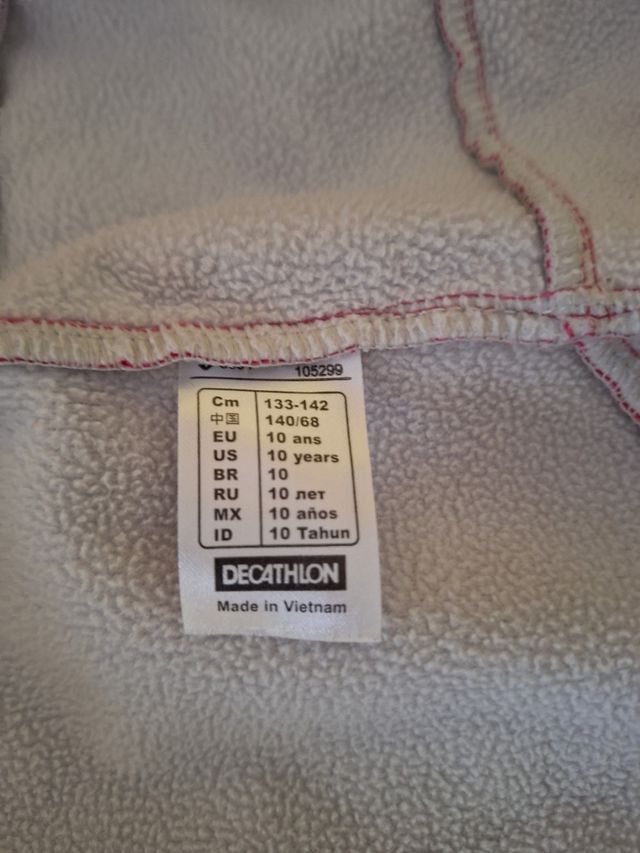 105299
Cm 133-142
中国 140/68
EU 10 ans
US 10 years
BR 10
RU 10 лет
MX 10 años
ID 10 Tahun
DECATHLON
Made in Vietnam